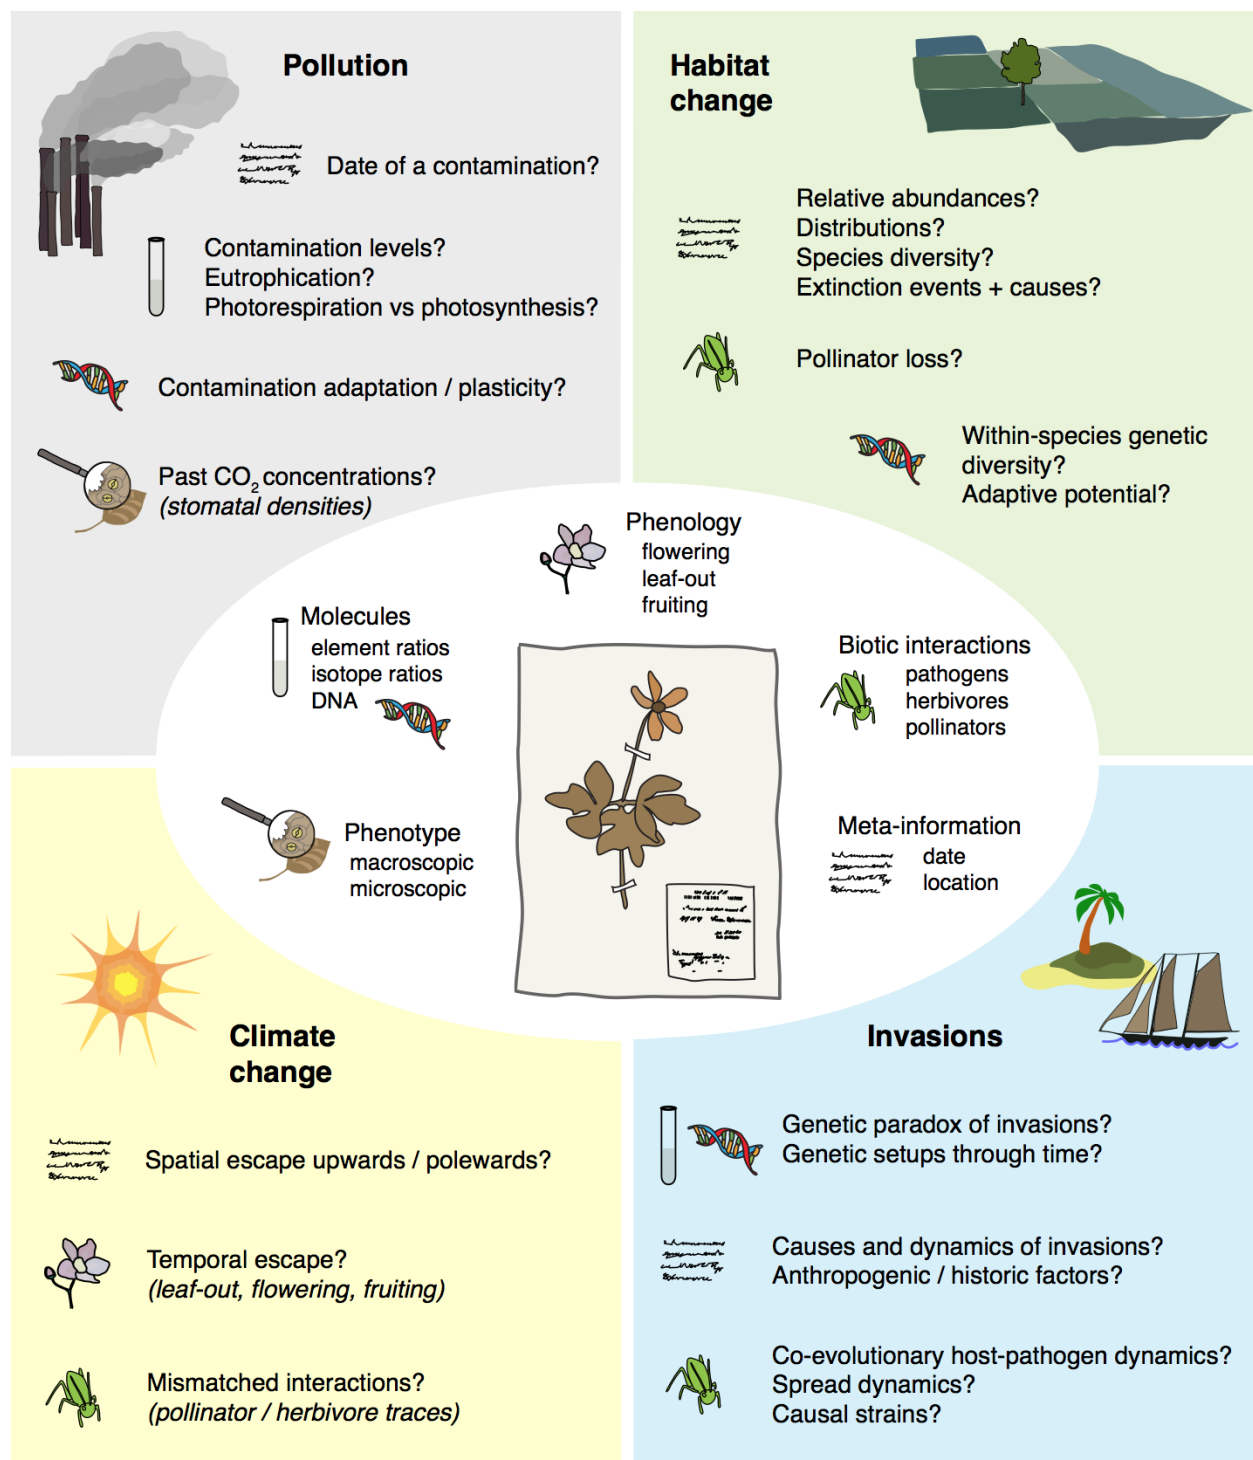 Pollution
Date of a contamination?
Contamination levels?
Eutrophication?
Photorespiration vs photosynthesis?
Contamination adaptation / plasticity?
Past CO2 concentrations?
(stomatal densities)
Habitat
change
Relative abundances?
Distributions?
Species diversity?
Extinction events + causes?
Pollinator loss?
Within-species genetic
diversity?
Adaptive potential?
Phenology
flowering
leaf-out
fruiting
Molecules
element ratios
isotope ratios
DNA
Biotic interactions
pathogens
herbivores
pollinators
Phenotype
macroscopic
microscopic
Meta-information
date
location
Climate
change
Spatial escape upwards / polewards?
Temporal escape?
(leaf-out, flowering, fruiting)
Mismatched interactions?
(pollinator / herbivore traces)
Invasions
Genetic paradox of invasions?
Genetic setups through time?
Causes and dynamics of invasions?
Anthropogenic / historic factors?
Co-evolutionary host-pathogen dynamics?
Spread dynamics?
Causal strains?